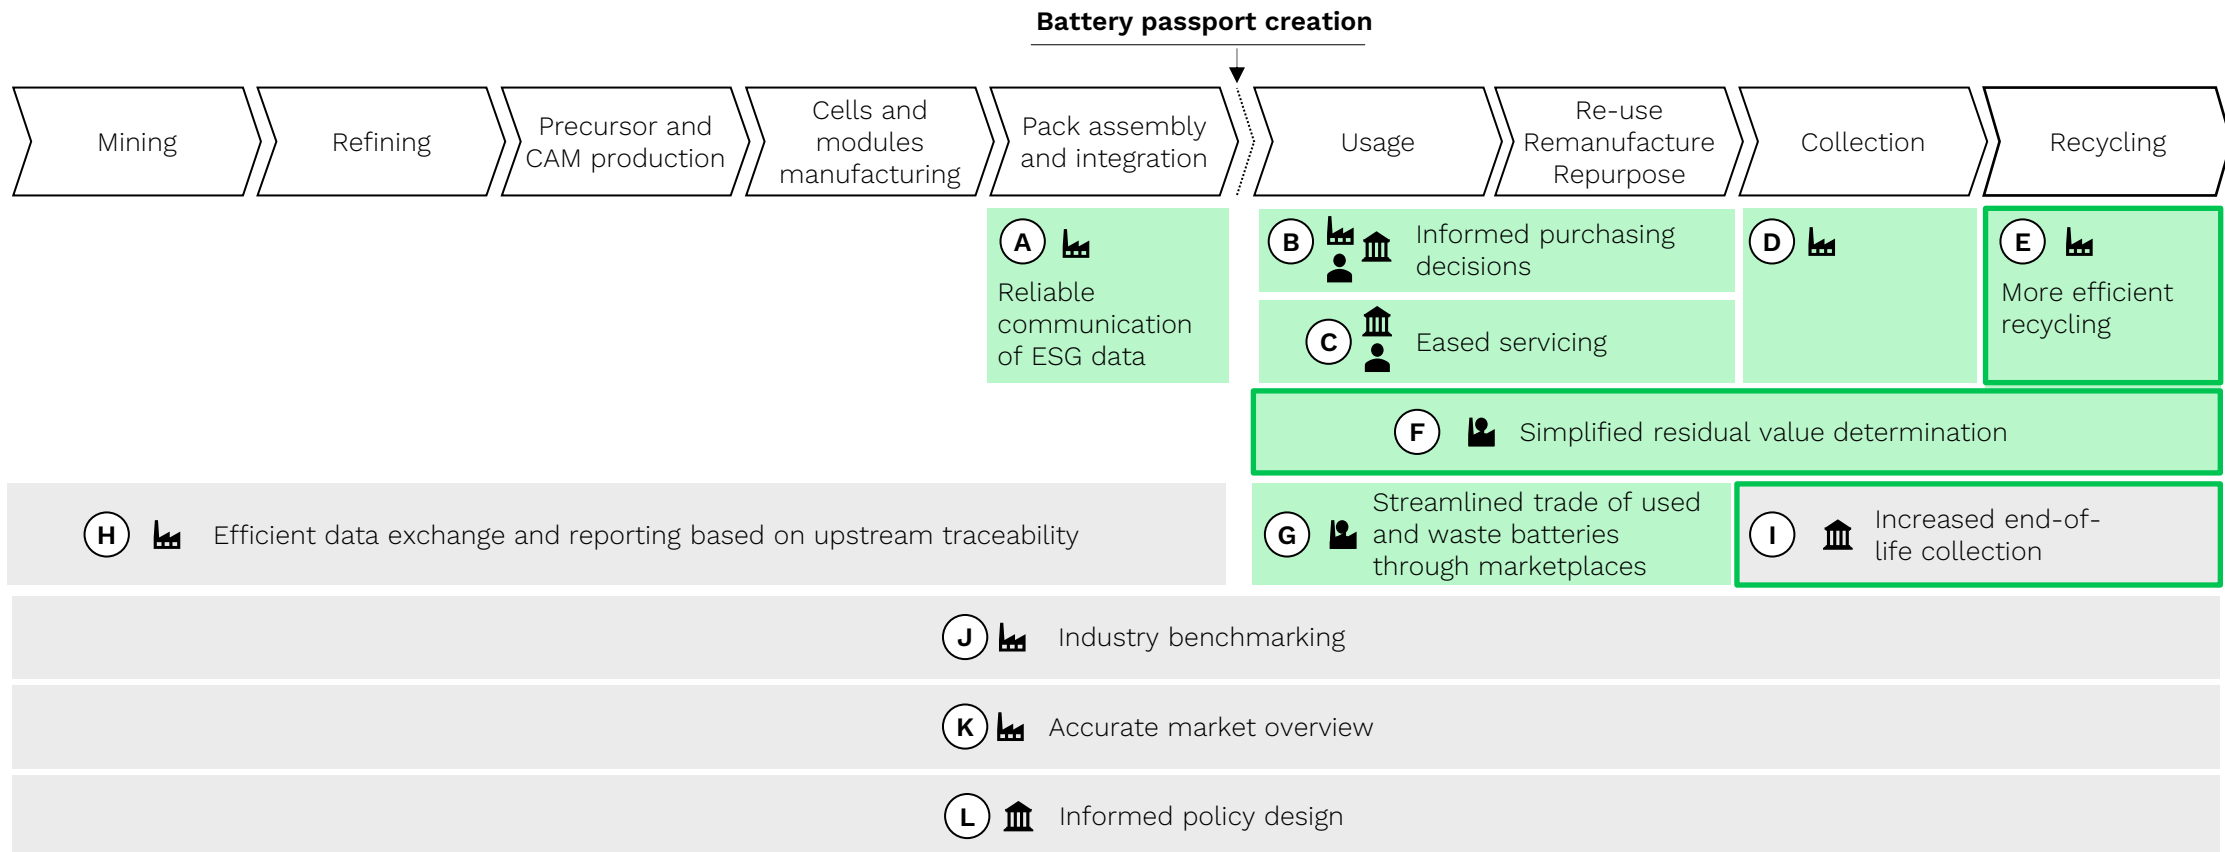 Battery passport creation
Mining
Refining
Precursor and
CAM production
Cells and
modules
manufacturing
Pack assembly
and integration
Usage
Re-use
Remanufacture
Repurpose
Collection
Recycling
A
Reliable
communication
of ESG data
B
Informed purchasing
decisions
C
Eased servicing
D
E
More efficient
recycling
F
Simplified residual value determination
H
Efficient data exchange and reporting based on upstream traceability
G
Streamlined trade of used
and waste batteries
through marketplaces
I
Increased end-of-
life collection
J
Industry benchmarking
K
Accurate market overview
L
Informed policy design